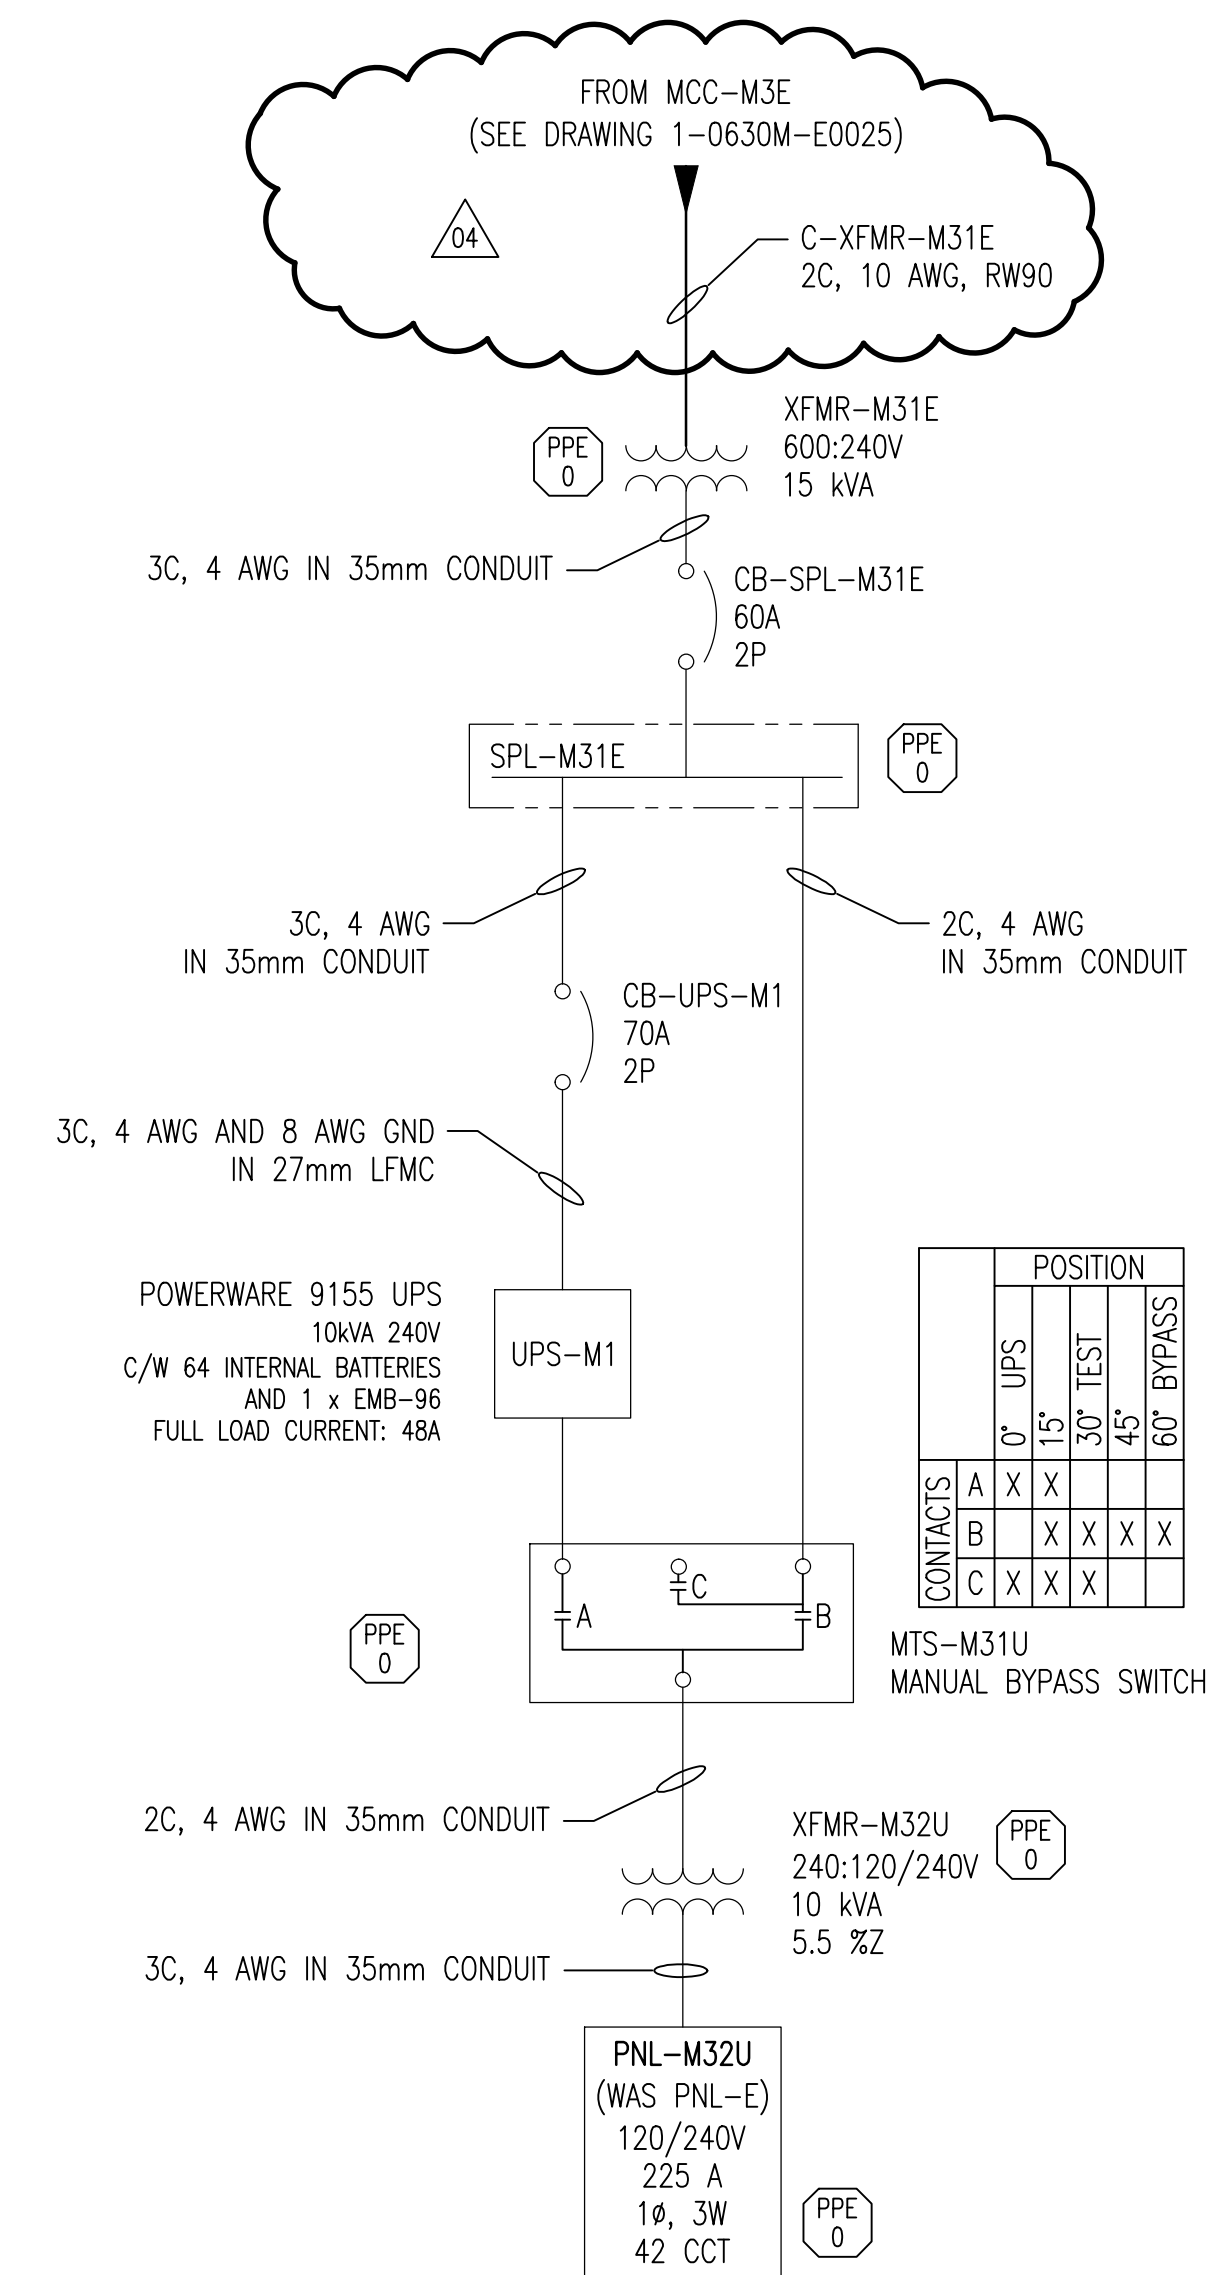 FROM MCC-M3E
(SEE DRAWING 1-0630M-E0025)
04
C-XFMR-M31E
2C, 10 AWG, RW90
XFMR-M31E
600:240V
15 kVA
PPE
0
3C, 4 AWG IN 35mm CONDUIT
CB-SPL-M31E
60A
2P
SPL-M31E
PPE
0
3C, 4 AWG
IN 35mm CONDUIT
2C, 4 AWG
IN 35mm CONDUIT
CB-UPS-M1
70A
2P
3C, 4 AWG AND 8 AWG GND
IN 27mm LFMC
POWERWARE 9155 UPS
10kVA 240V
C/W 64 INTERNAL BATTERIES
AND 1 x EMB-96
FULL LOAD CURRENT: 48A
UPS-M1
POSITION
0° UPS
15°
30° TEST
45°
60° BYPASS
CONTACTS
A X X
B X X X X
C X X X
A
C
B
PPE
0
MTS-M31U
MANUAL BYPASS SWITCH
2C, 4 AWG IN 35mm CONDUIT
XFMR-M32U
240:120/240V
10 kVA
5.5 %Z
PPE
0
3C, 4 AWG IN 35mm CONDUIT
PNL-M32U
(WAS PNL-E)
120/240V
225 A
1ø, 3W
42 CCT
PPE
0